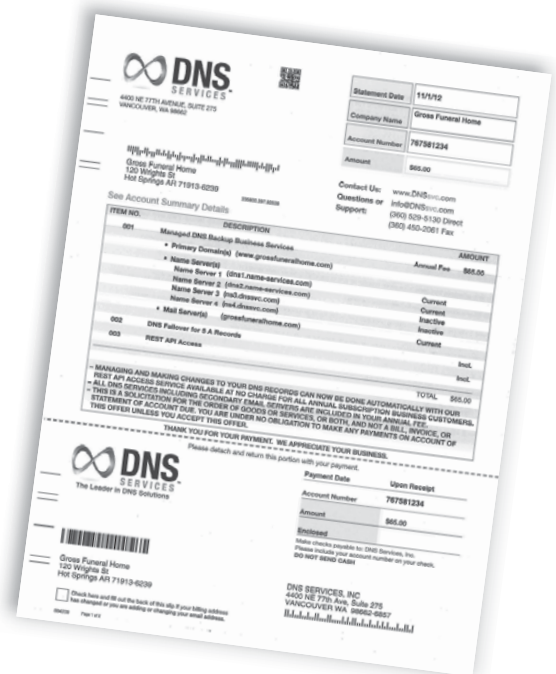 DNS
SERVICES™
4400 NE 77TH AVENUE, SUITE 275
VANCOUVER, WA 98662
Statement Date 11/1/12
Company Name Gross Funeral Home
Account Number 767581234
Amount $65.00
Gross Funeral Home
120 Wrights St
Hot Springs AR 71913-6239
Contact Us: www.DNSsvc.com
Questions or info@DNSsvc.com
Support: (360) 529-5130 Direct
(360) 450-2061 Fax
See Account Summary Details
ITEM NO. DESCRIPTION AMOUNT
001 Managed DNS Backup Business Services Annual Fee $65.00
• Primary Domain(s) (www.grossfuneralhome.com)
• Name Server(s)
Name Server 1 (dns1.name-services.com) Current
Name Server 2 (dns2.name-services.com) Current
Name Server 3 (ns3.dnssvc.com) Inactive
Name Server 4 (ns4.dnssvc.com) Inactive
• Mail Server(s) (grossfuneralhome.com) Current
002 DNS Failover for 5 A Records Incl.
003 REST API Access Incl.
TOTAL $65.00
– MANAGING AND MAKING CHANGES TO YOUR DNS RECORDS CAN NOW BE DONE AUTOMATICALLY WITH OUR
REST API ACCESS SERVICE AVAILABLE AT NO CHARGE FOR ALL ANNUAL SUBSCRIPTION BUSINESS CUSTOMERS.
– ALL DNS SERVICES INCLUDING SECONDARY EMAIL SERVERS ARE INCLUDED IN YOUR ANNUAL FEE.
– THIS IS A SOLICITATION FOR THE ORDER OF GOODS OR SERVICES, OR BOTH, AND NOT A BILL, INVOICE, OR
STATEMENT OF ACCOUNT DUE. YOU ARE UNDER NO OBLIGATION TO MAKE ANY PAYMENTS ON ACCOUNT OF
THIS OFFER UNLESS YOU ACCEPT THIS OFFER.
THANK YOU FOR YOUR PAYMENT. WE APPRECIATE YOUR BUSINESS.
Please detach and return this portion with your payment.
DNS
SERVICES™
The Leader in DNS Solutions
Payment Date Upon Receipt
Account Number 767581234
Amount $65.00
Enclosed
Make checks payable to: DNS Services, Inc.
Please include your account number on your check.
DO NOT SEND CASH
Gross Funeral Home
120 Wrights St
Hot Springs AR 71913-6239
DNS SERVICES, INC
4400 NE 77th Ave, Suite 275
VANCOUVER WA 98662-6857
Check here and fill out the back of this slip if your billing address
has changed or you are adding or changing your email address.
Page 1 of 2